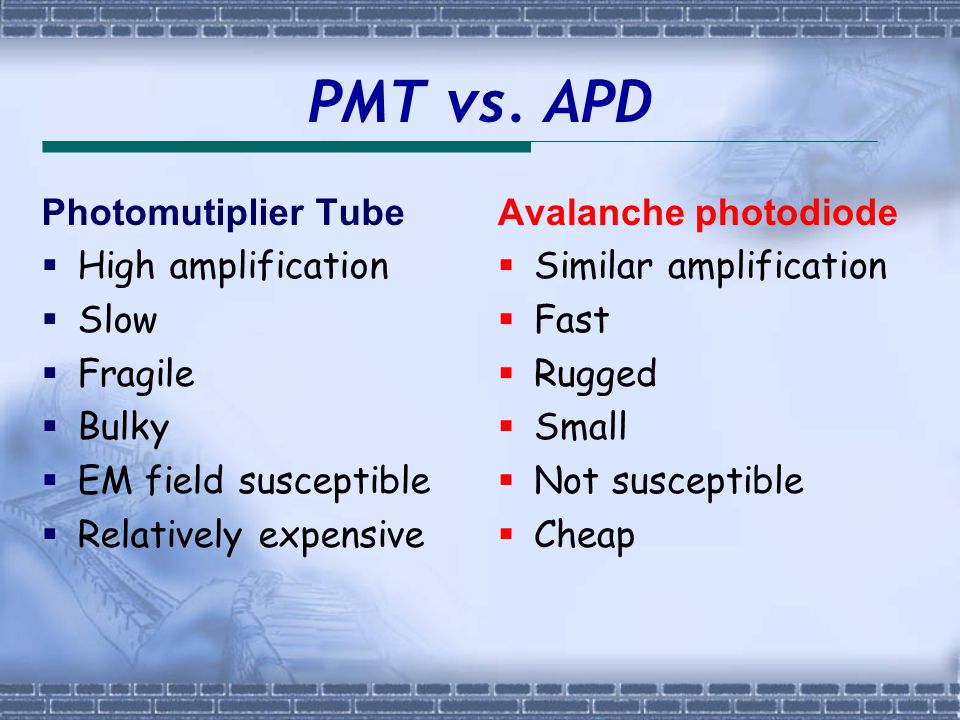 PMT vs. APD
Photomutiplier Tube
▪ High amplification
▪ Slow
▪ Fragile
▪ Bulky
▪ EM field susceptible
▪ Relatively expensive
Avalanche photodiode
▪ Similar amplification
▪ Fast
▪ Rugged
▪ Small
▪ Not susceptible
▪ Cheap